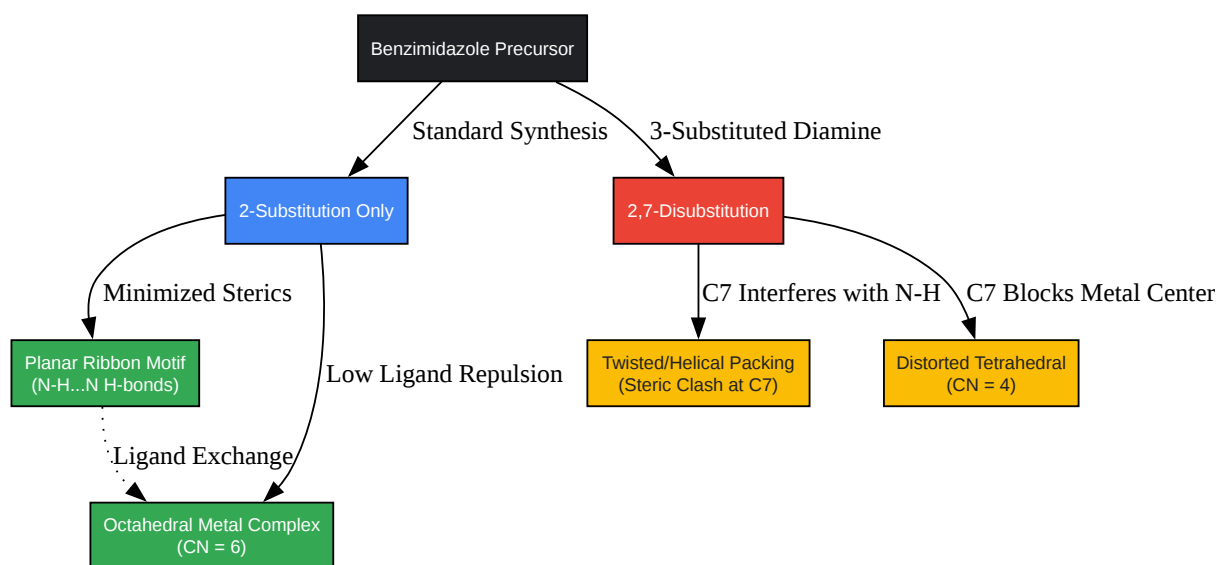 Benzimidazole Precursor
Standard Synthesis
3-Substituted Diamine
2-Substitution Only
2,7-Disubstitution
Minimized Sterics
C7 Interferes with N-H
C7 Blocks Metal Center
Planar Ribbon Motif
(N-H...N H-bonds)
Low Ligand Repulsion
Twisted/Helical Packing
(Steric Clash at C7)
Distorted Tetrahedral
(CN = 4)
Ligand Exchange
Octahedral Metal Complex
(CN = 6)